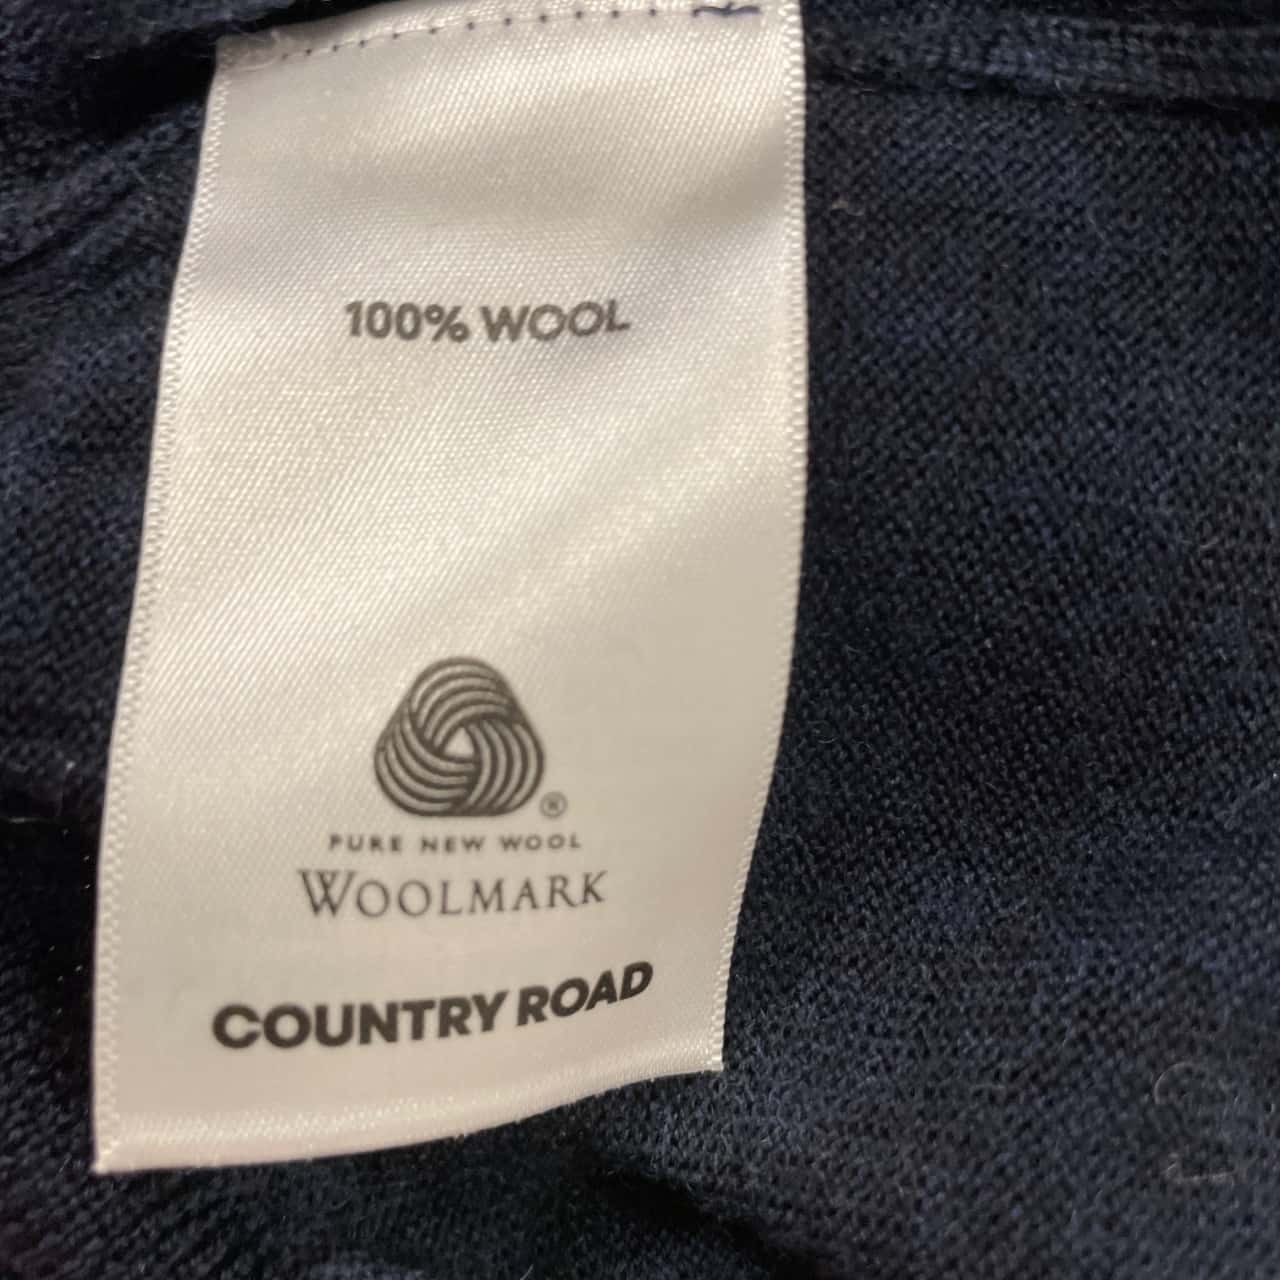 100% WOOL
®
PURE NEW WOOL
WOOLMARK
COUNTRY ROAD